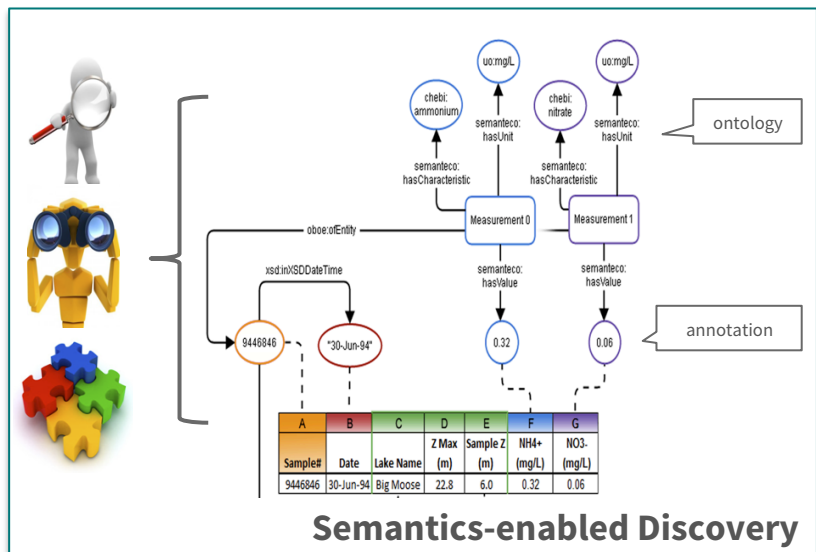 uo:mg/L
uo:mg/L
chebi:
ammonium
chebi:
nitrate
ontology
semanteco:
hasUnit
semanteco:
hasUnit
semanteco:
hasCharacteristic
semanteco:
hasCharacteristic
Measurement 0
Measurement 1
oboe:ofEntity
xsd:inXSDDateTime
semanteco:
hasValue
semanteco:
hasValue
annotation
9446846
"30-Jun-94"
0.32
0.06
A B C D E F G
Z Max Sample Z NH4+ NO3-
Sample# Date Lake Name (m) (m) (mg/L) (mg/L)
9446846 30-Jun-94 Big Moose 22.8 6.0 0.32 0.06
Semantics-enabled Discovery